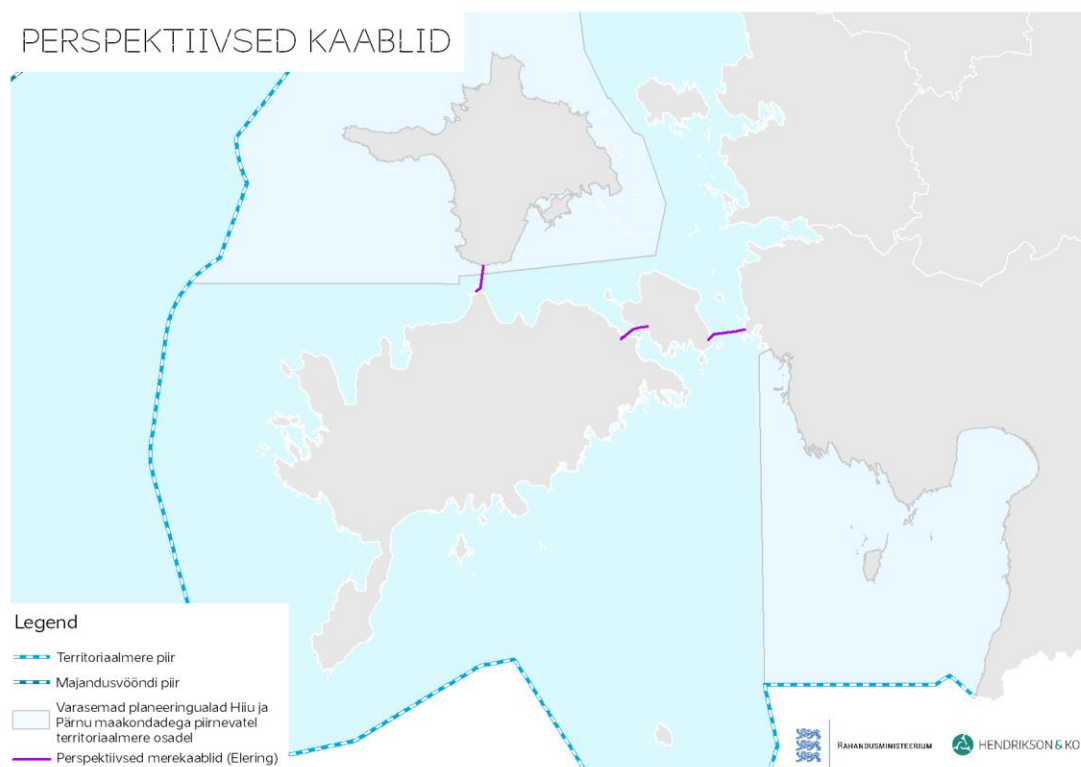 PERSPEKTIIVSED KAABLID
Legend
Territoriaalmere piir
Majandusvööndi piir
Varasemad planeeringualad Hiiu ja
Pärnu maakondadega piirnevatel
territoriaalmere osadel
Perspektiivsed merekaablid (Elering)
RAHANDUSMINISTEERIUM
HENDRIKSON & KO